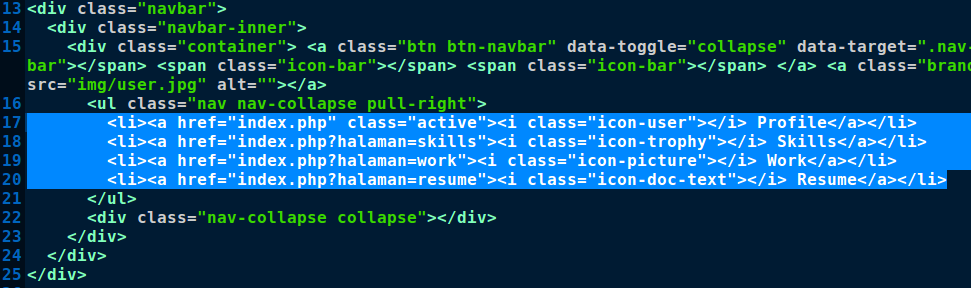 13 <div class="navbar">
14   <div class="navbar-inner">
15     <div class="container"> <a class="btn btn-navbar" data-toggle="collapse" data-target=".nav-
bar"></span> <span class="icon-bar"></span> <span class="icon-bar"></span> </a> <a class="brand
src="img/user.jpg" alt=""></a>
16       <ul class="nav nav-collapse pull-right">
17         <li><a href="index.php" class="active"><i class="icon-user"></i> Profile</a></li>
18         <li><a href="index.php?halaman=skills"><i class="icon-trophy"></i> Skills</a></li>
19         <li><a href="index.php?halaman=work"><i class="icon-picture"></i> Work</a></li>
20         <li><a href="index.php?halaman=resume"><i class="icon-doc-text"></i> Resume</a></li>
21       </ul>
22       <div class="nav-collapse collapse"></div>
23     </div>
24   </div>
25 </div>